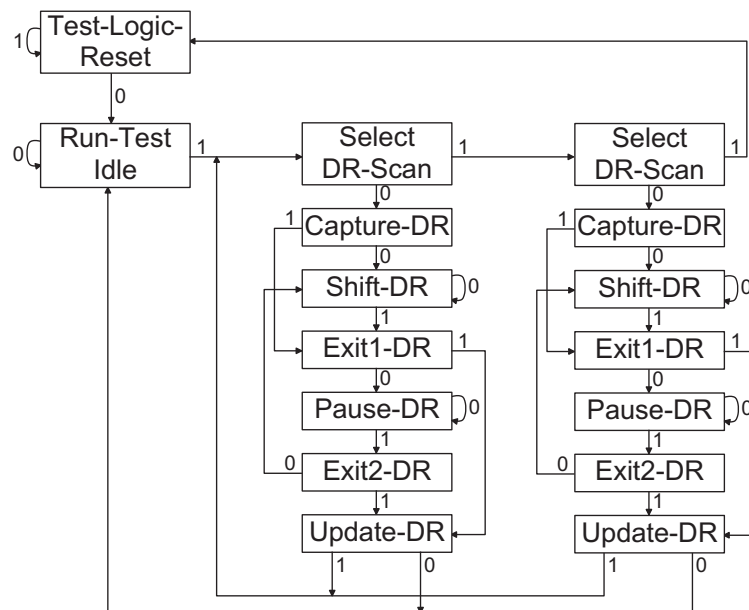 Test-Logic-
Reset
1
0
Run-Test
Idle
0
1
Select
DR-Scan
1
0
Capture-DR
1
0
Shift-DR
0
1
Exit1-DR
1
0
Pause-DR
0
1
Exit2-DR
0
1
Update-DR
1
0
Select
DR-Scan
1
0
Capture-DR
1
0
Shift-DR
0
1
Exit1-DR
1
0
Pause-DR
0
1
Exit2-DR
0
1
Update-DR
1
0